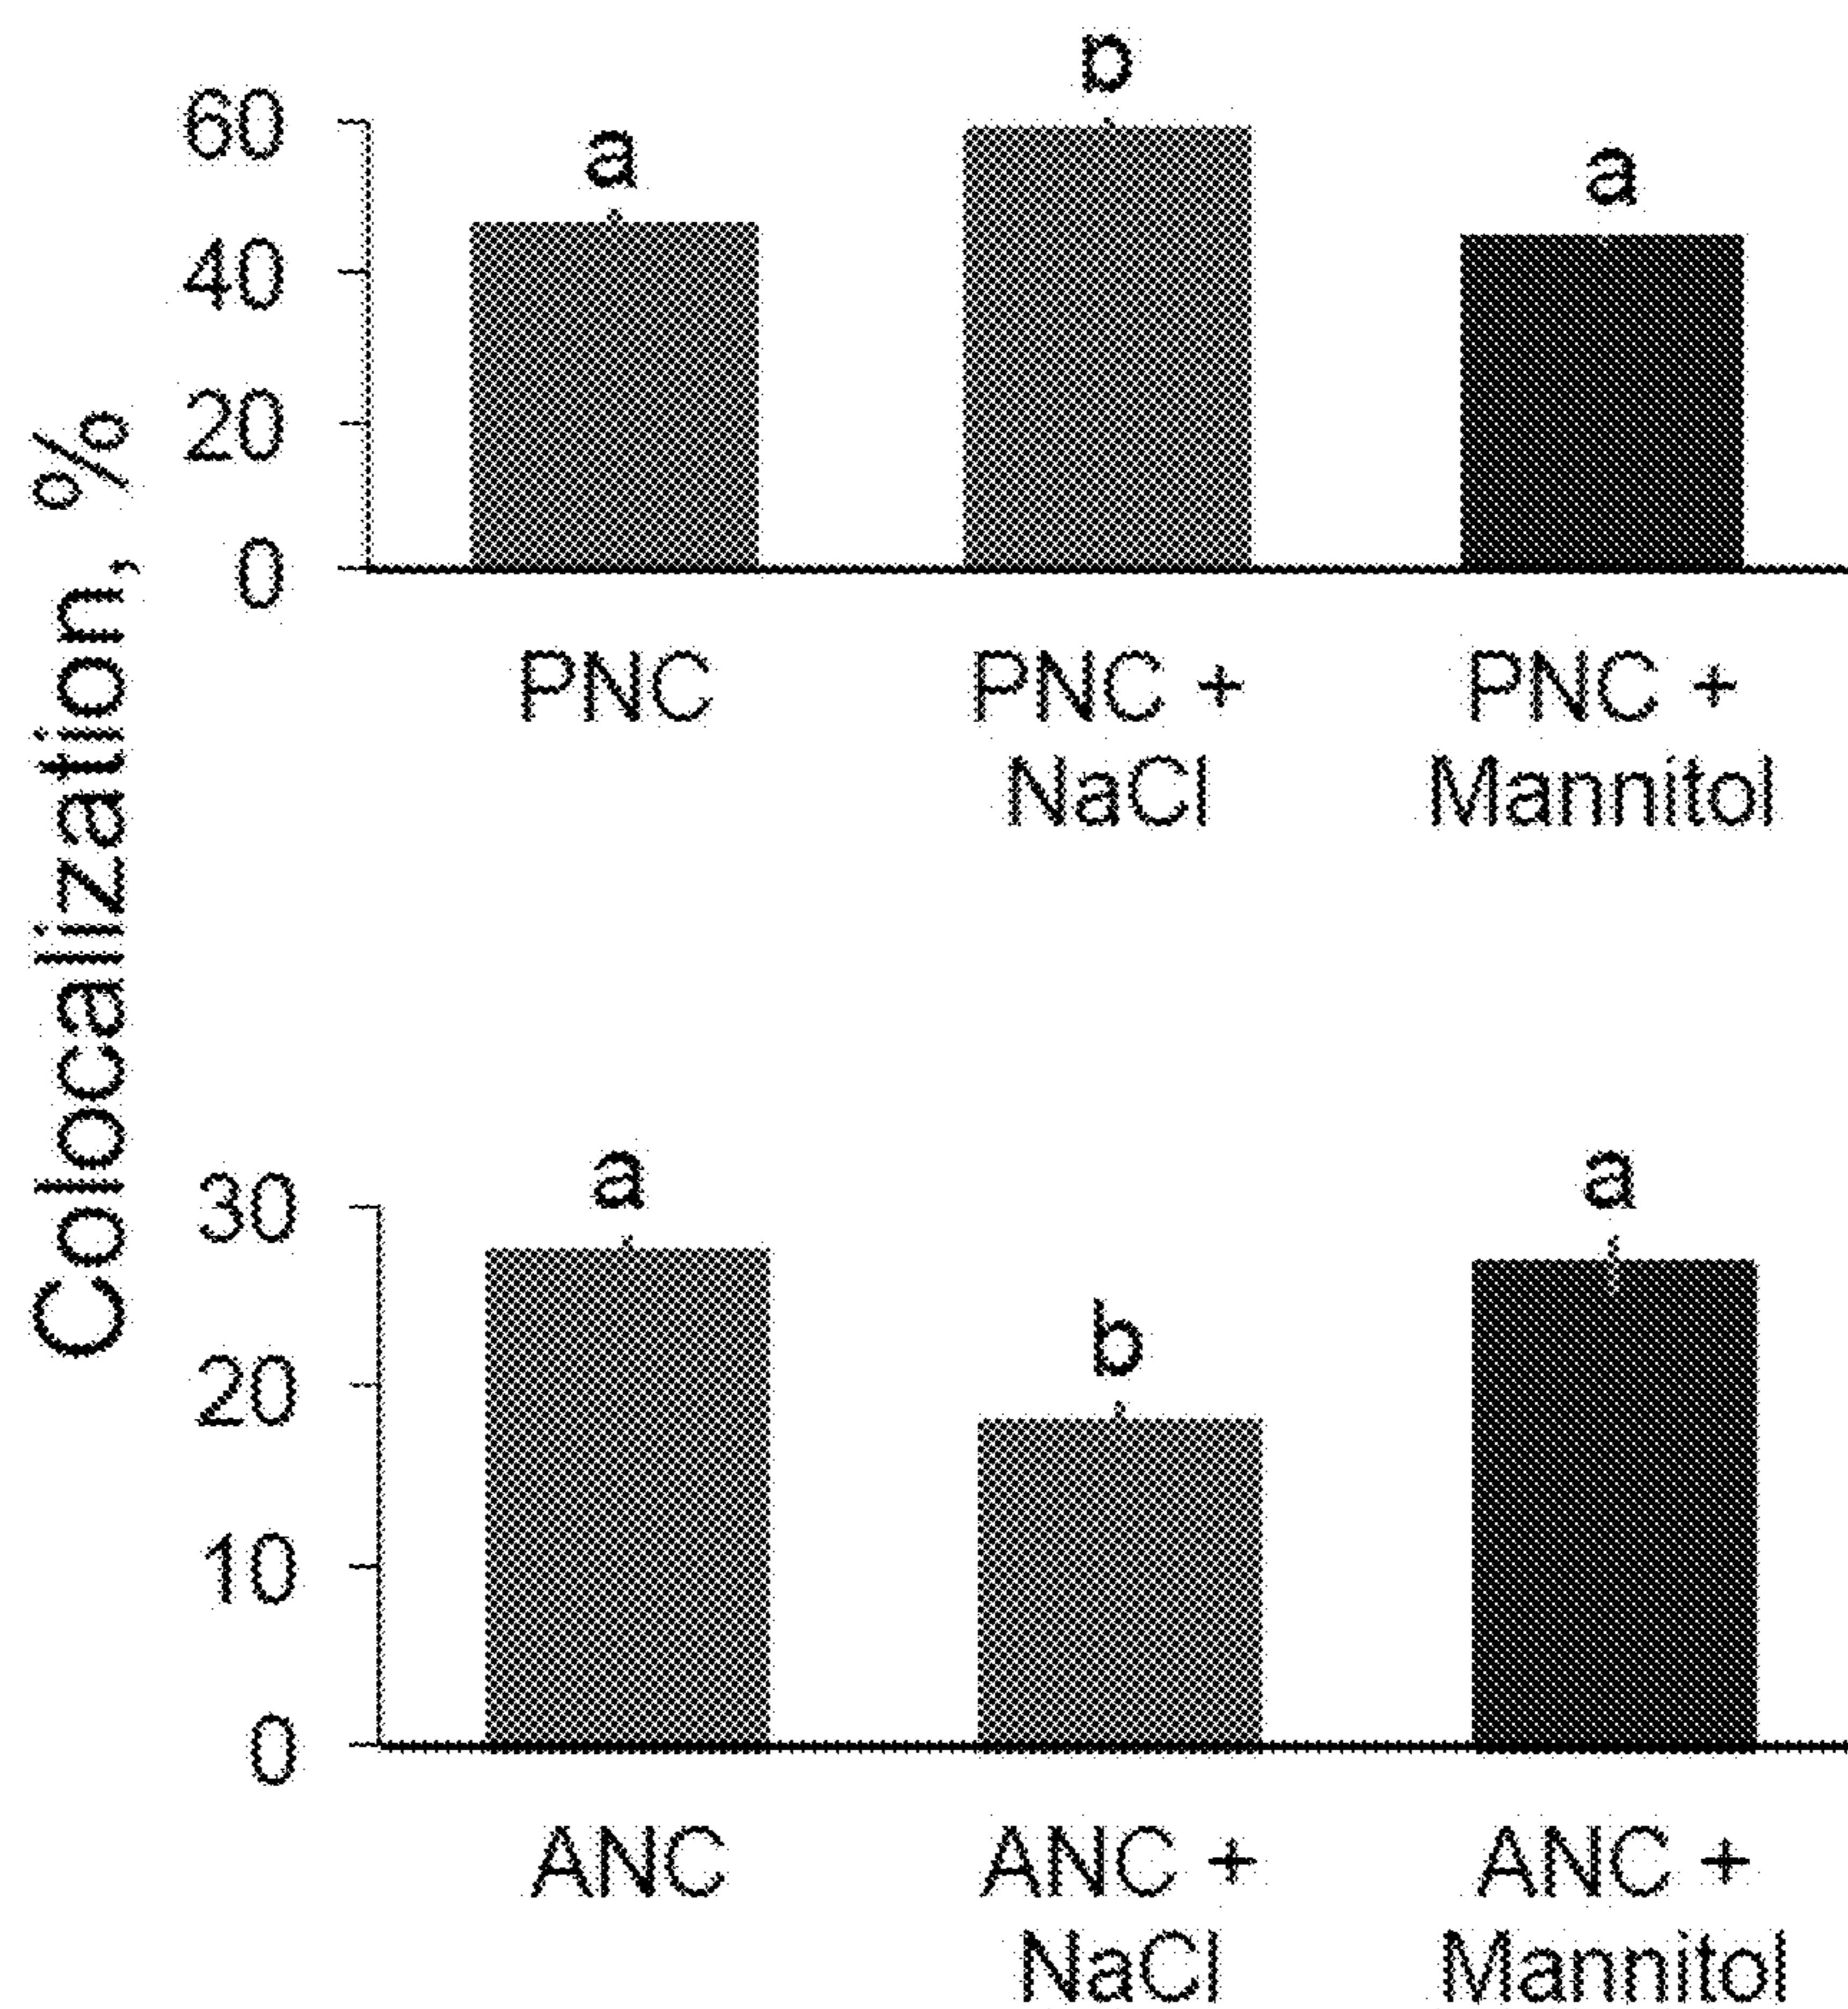 Colocalization, %
60
40
20
0
a
b
a
PNC
PNC +
NaCl
PNC +
Mannitol
30
20
10
0
a
b
a
ANC
ANC +
NaCl
ANC +
Mannitol